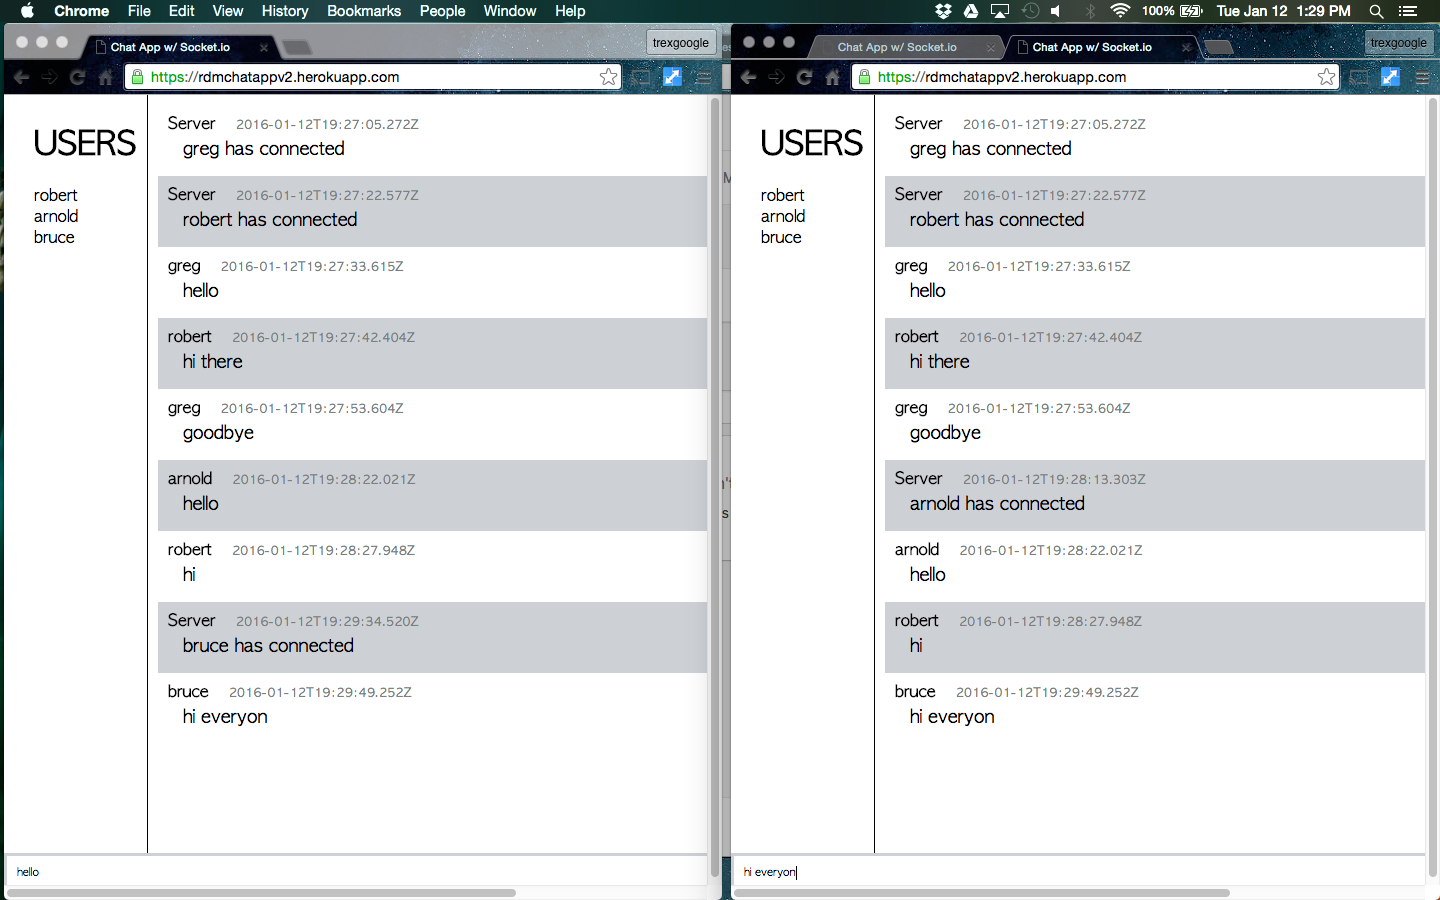 Chrome File Edit View History Bookmarks People Window Help 100% Tue Jan 12 1:29 PM
Chat App w/ Socket.io
trexgoogle
https://rdmchatappv2.herokuapp.com
USERS
robert
arnold
bruce
Server 2016-01-12T19:27:05.272Z
greg has connected
Server 2016-01-12T19:27:22.577Z
robert has connected
greg 2016-01-12T19:27:33.615Z
hello
robert 2016-01-12T19:27:42.404Z
hi there
greg 2016-01-12T19:27:53.604Z
goodbye
arnold 2016-01-12T19:28:22.021Z
hello
robert 2016-01-12T19:28:27.948Z
hi
Server 2016-01-12T19:29:34.520Z
bruce has connected
bruce 2016-01-12T19:29:49.252Z
hi everyon
hello
Chat App w/ Socket.io Chat App w/ Socket.io
trexgoogle
https://rdmchatappv2.herokuapp.com
USERS
robert
arnold
bruce
Server 2016-01-12T19:27:05.272Z
greg has connected
Server 2016-01-12T19:27:22.577Z
robert has connected
greg 2016-01-12T19:27:33.615Z
hello
robert 2016-01-12T19:27:42.404Z
hi there
greg 2016-01-12T19:27:53.604Z
goodbye
Server 2016-01-12T19:28:13.303Z
arnold has connected
arnold 2016-01-12T19:28:22.021Z
hello
robert 2016-01-12T19:28:27.948Z
hi
bruce 2016-01-12T19:29:49.252Z
hi everyon
hi everyon